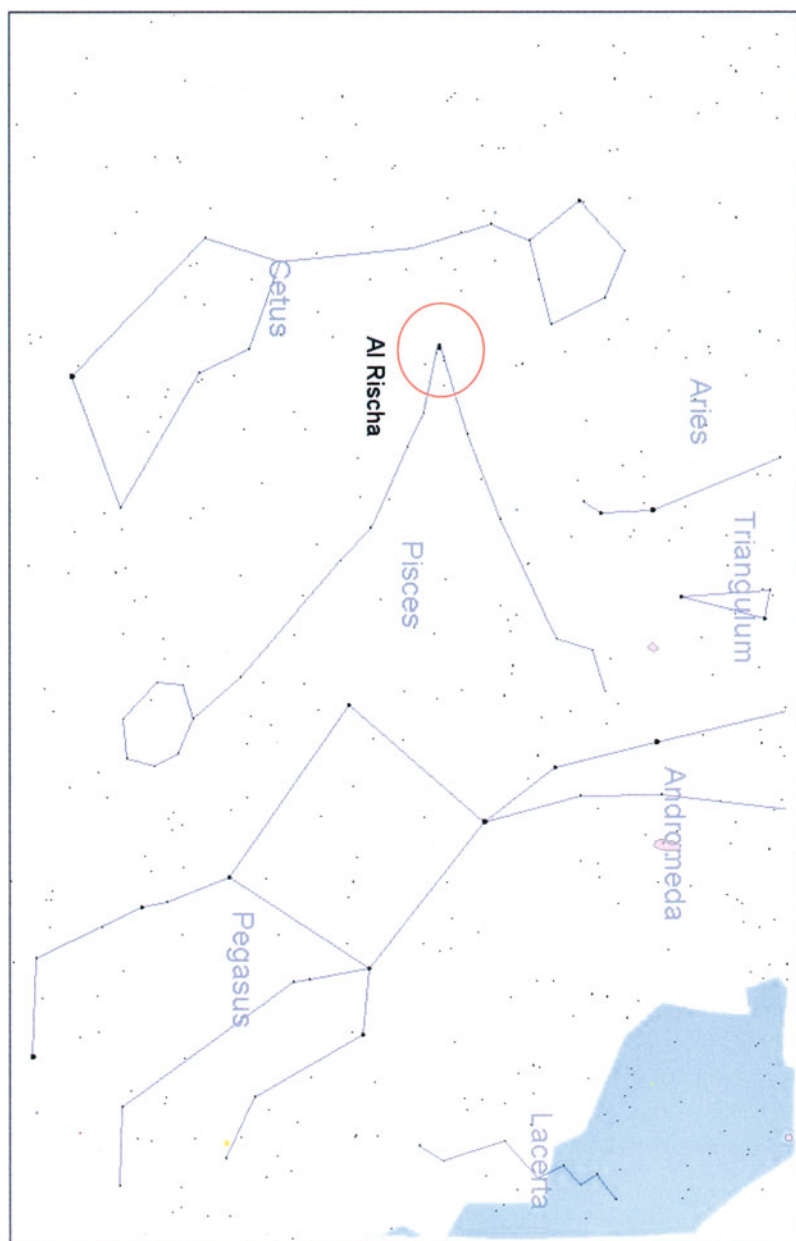 Cetus
Al Rischa
Aries
Pisces
Triangulum
Andromeda
Pegasus
Lacerta